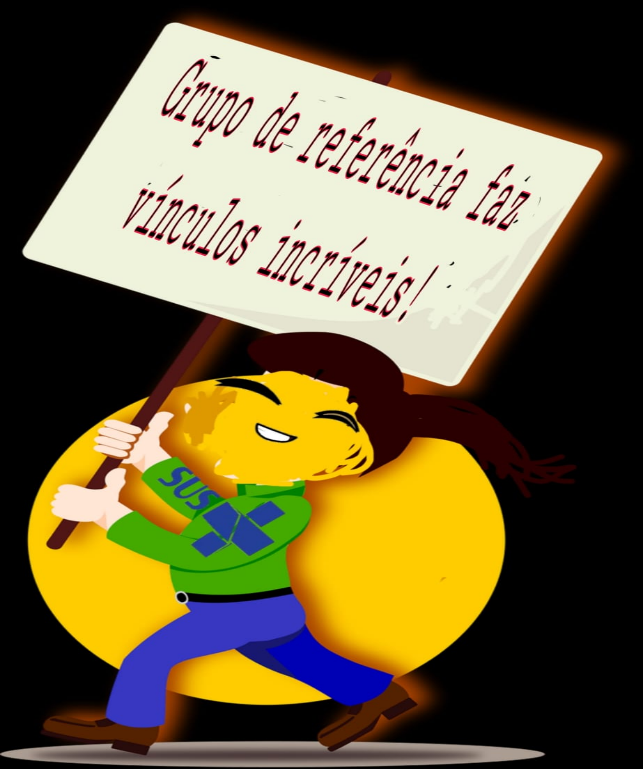 Grupo de referência faz
vínculos incríveis!
SUS